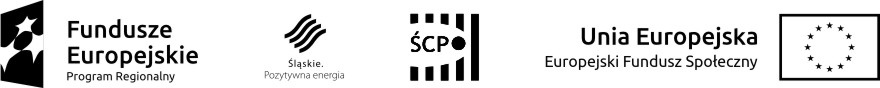 Fundusze
Europejskie
Program Regionalny
Śląskie.
Pozytywna energia
ŚCP
Unia Europejska
Europejski Fundusz Społeczny